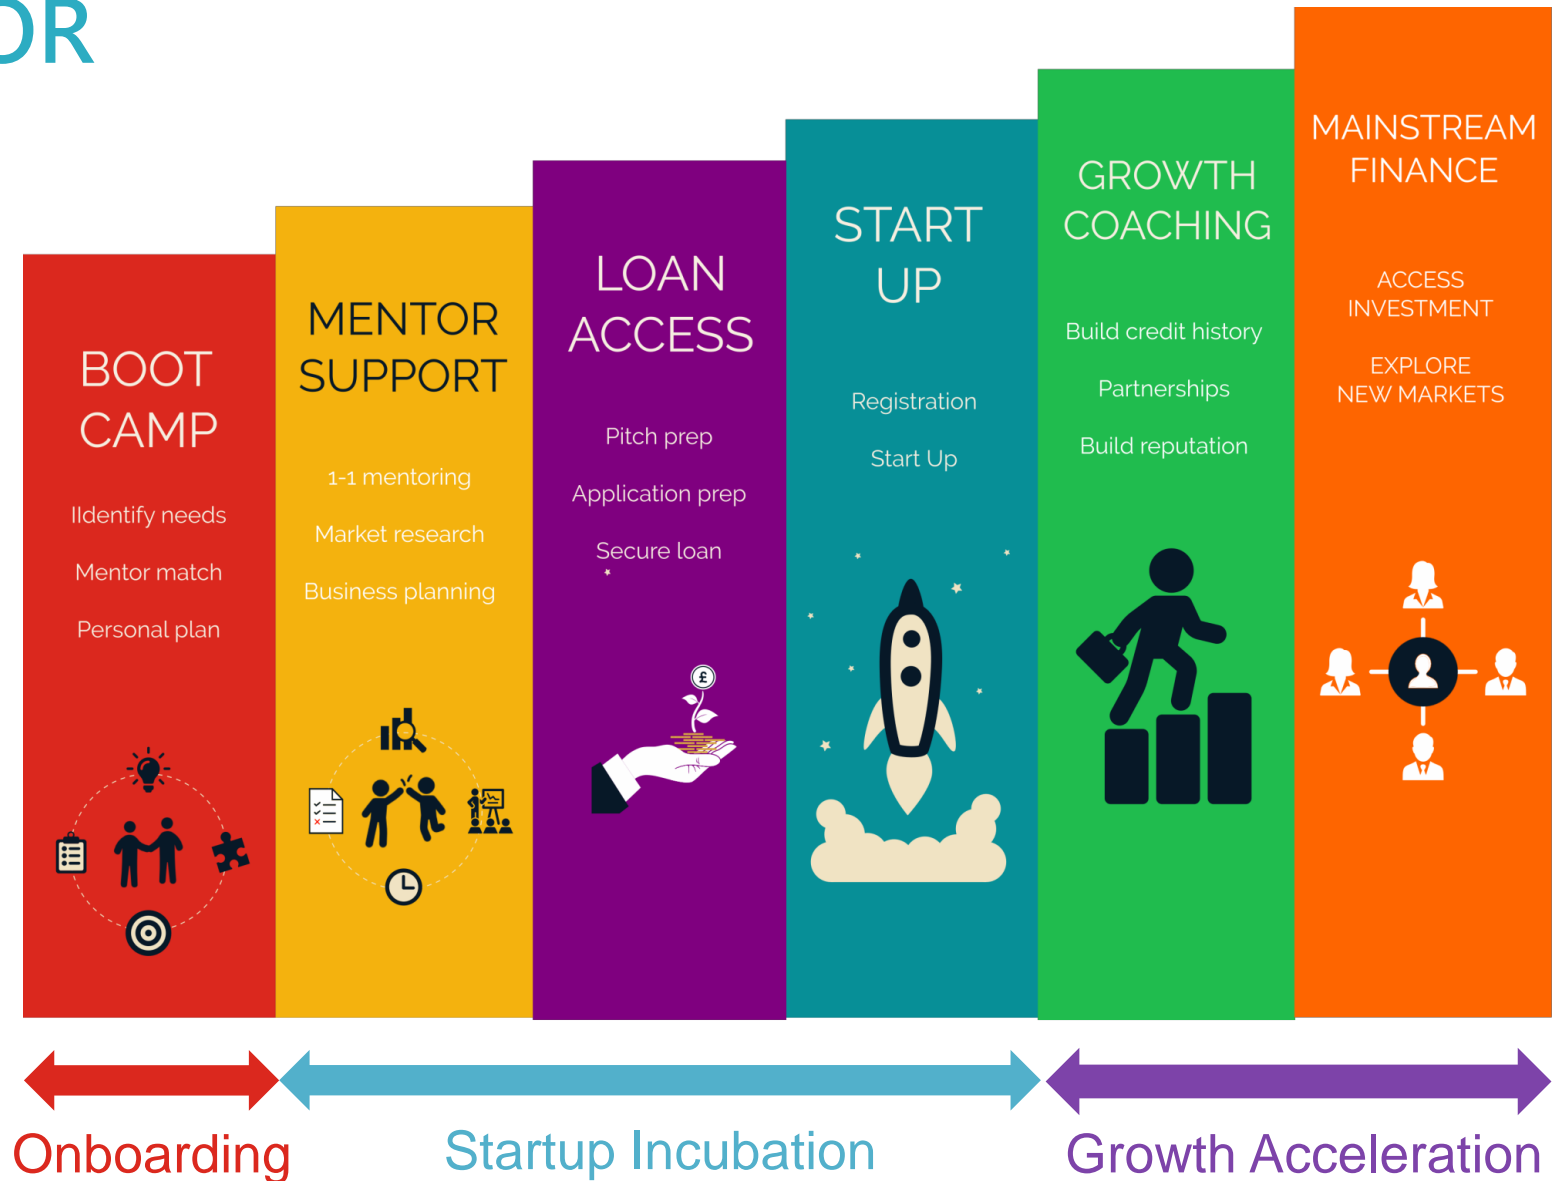 OR
BOOT
CAMP
IIdentify needs
Mentor match
Personal plan
MENTOR
SUPPORT
1-1 mentoring
Market research
Business planning
LOAN
ACCESS
Pitch prep
Application prep
Secure loan
£
START
UP
Registration
Start Up
GROWTH
COACHING
Build credit history
Partnerships
Build reputation
MAINSTREAM
FINANCE
ACCESS
INVESTMENT
EXPLORE
NEW MARKETS
Onboarding
Startup Incubation
Growth Acceleration